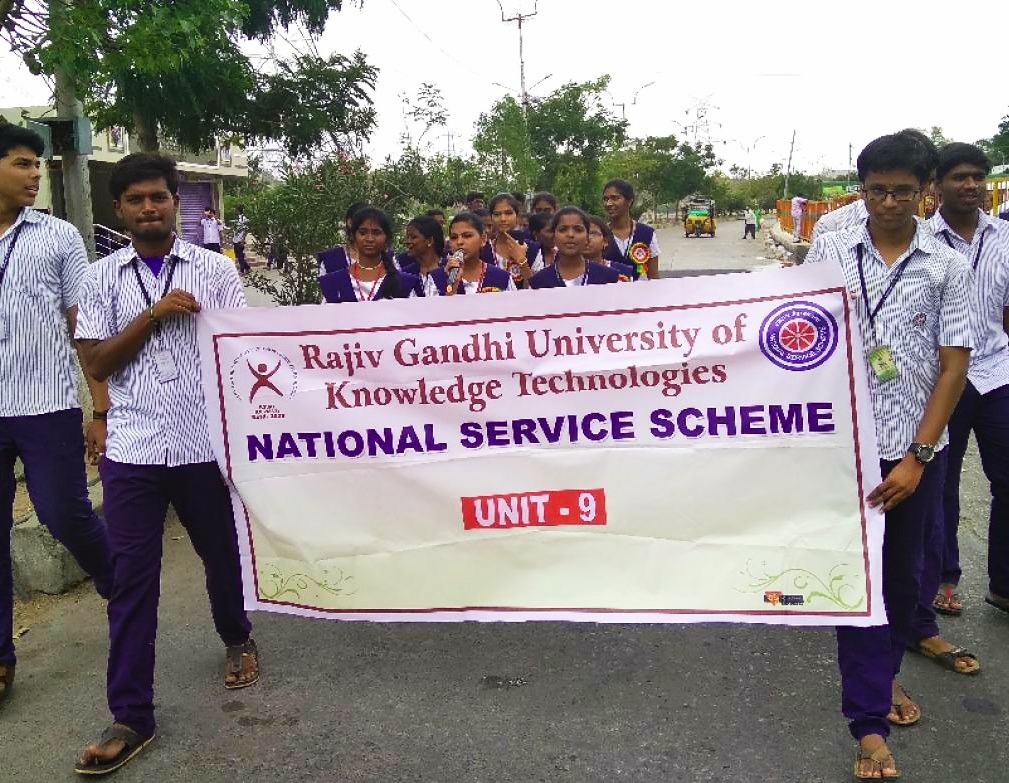 Rajiv Gandhi University of
Knowledge Technologies
NATIONAL SERVICE SCHEME
UNIT - 9